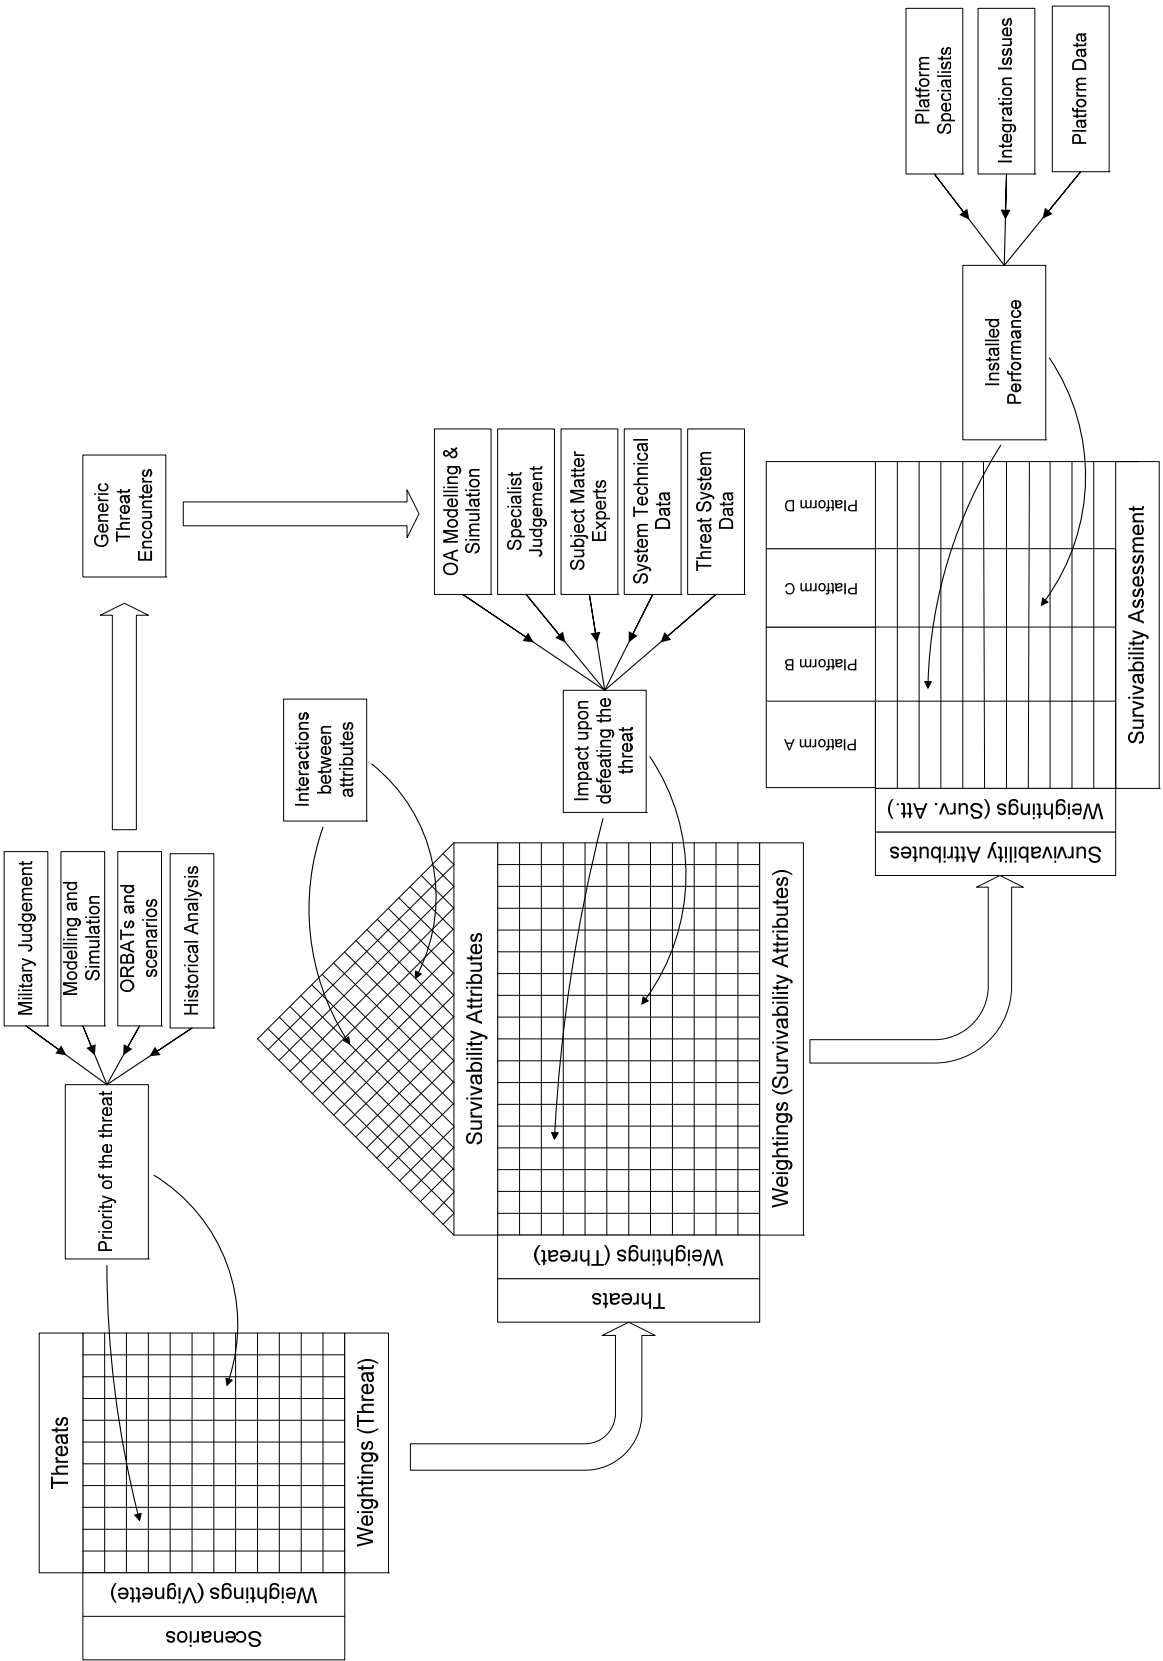 Military Judgement
Modelling and
Simulation
ORBATs and
scenarios
Historical Analysis
Priority of the threat
Generic
Threat
Encounters
Threats
Scenarios
Weightings (Vignette)
Weightings (Threat)
Interactions
between
attributes
OA Modelling &
Simulation
Specialist
Judgement
Subject Matter
Experts
System Technical
Data
Threat System
Data
Impact upon
defeating the
threat
Survivability Attributes
Threats
Weightings (Threat)
Weightings (Survivability Attributes)
Platform
Specialists
Integration Issues
Platform Data
Installed
Performance
Platform A
Platform B
Platform C
Platform D
Survivability Attributes
Weightings (Surv. Att.)
Survivability Assessment